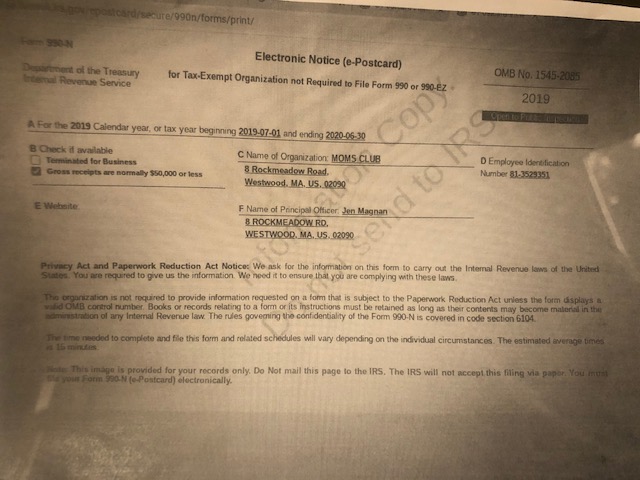 postcard/secure/990n/forms/print/
Form 990-N
Department of the Treasury
Internal Revenue Service
Electronic Notice (e-Postcard)
for Tax-Exempt Organization not Required to File Form 990 or 990-EZ
OMB No. 1545-2085
2019
Open to Public Inspection
A For the 2019 Calendar year, or tax year beginning 2019-07-01 and ending 2020-06-30
B Check if available
Terminated for Business
Gross receipts are normally $50,000 or less
C Name of Organization: MOMS CLUB
8 Rockmeadow Road,
Westwood, MA, US, 02090
D Employee Identification
Number 81-3529351
E Website:
F Name of Principal Officer: Jen Magnan
8 ROCKMEADOW RD,
WESTWOOD, MA, US, 02090
Privacy Act and Paperwork Reduction Act Notice: We ask for the information on this form to carry out the Internal Revenue laws of the United
States. You are required to give us the information. We need it to ensure that you are complying with these laws.
The organization is not required to provide information requested on a form that is subject to the Paperwork Reduction Act unless the form displays a
valid OMB control number. Books or records relating to a form or its instructions must be retained as long as their contents may become material in the
administration of any Internal Revenue law. The rules governing the confidentiality of the Form 990-N is covered in code section 6104.
The time needed to complete and file this form and related schedules will vary depending on the individual circumstances. The estimated average times
is 15 minutes.
Note: This image is provided for your records only. Do Not mail this page to the IRS. The IRS will not accept this filing via paper. You must
file your Form 990-N (e-Postcard) electronically.
Copy.
send to IRS